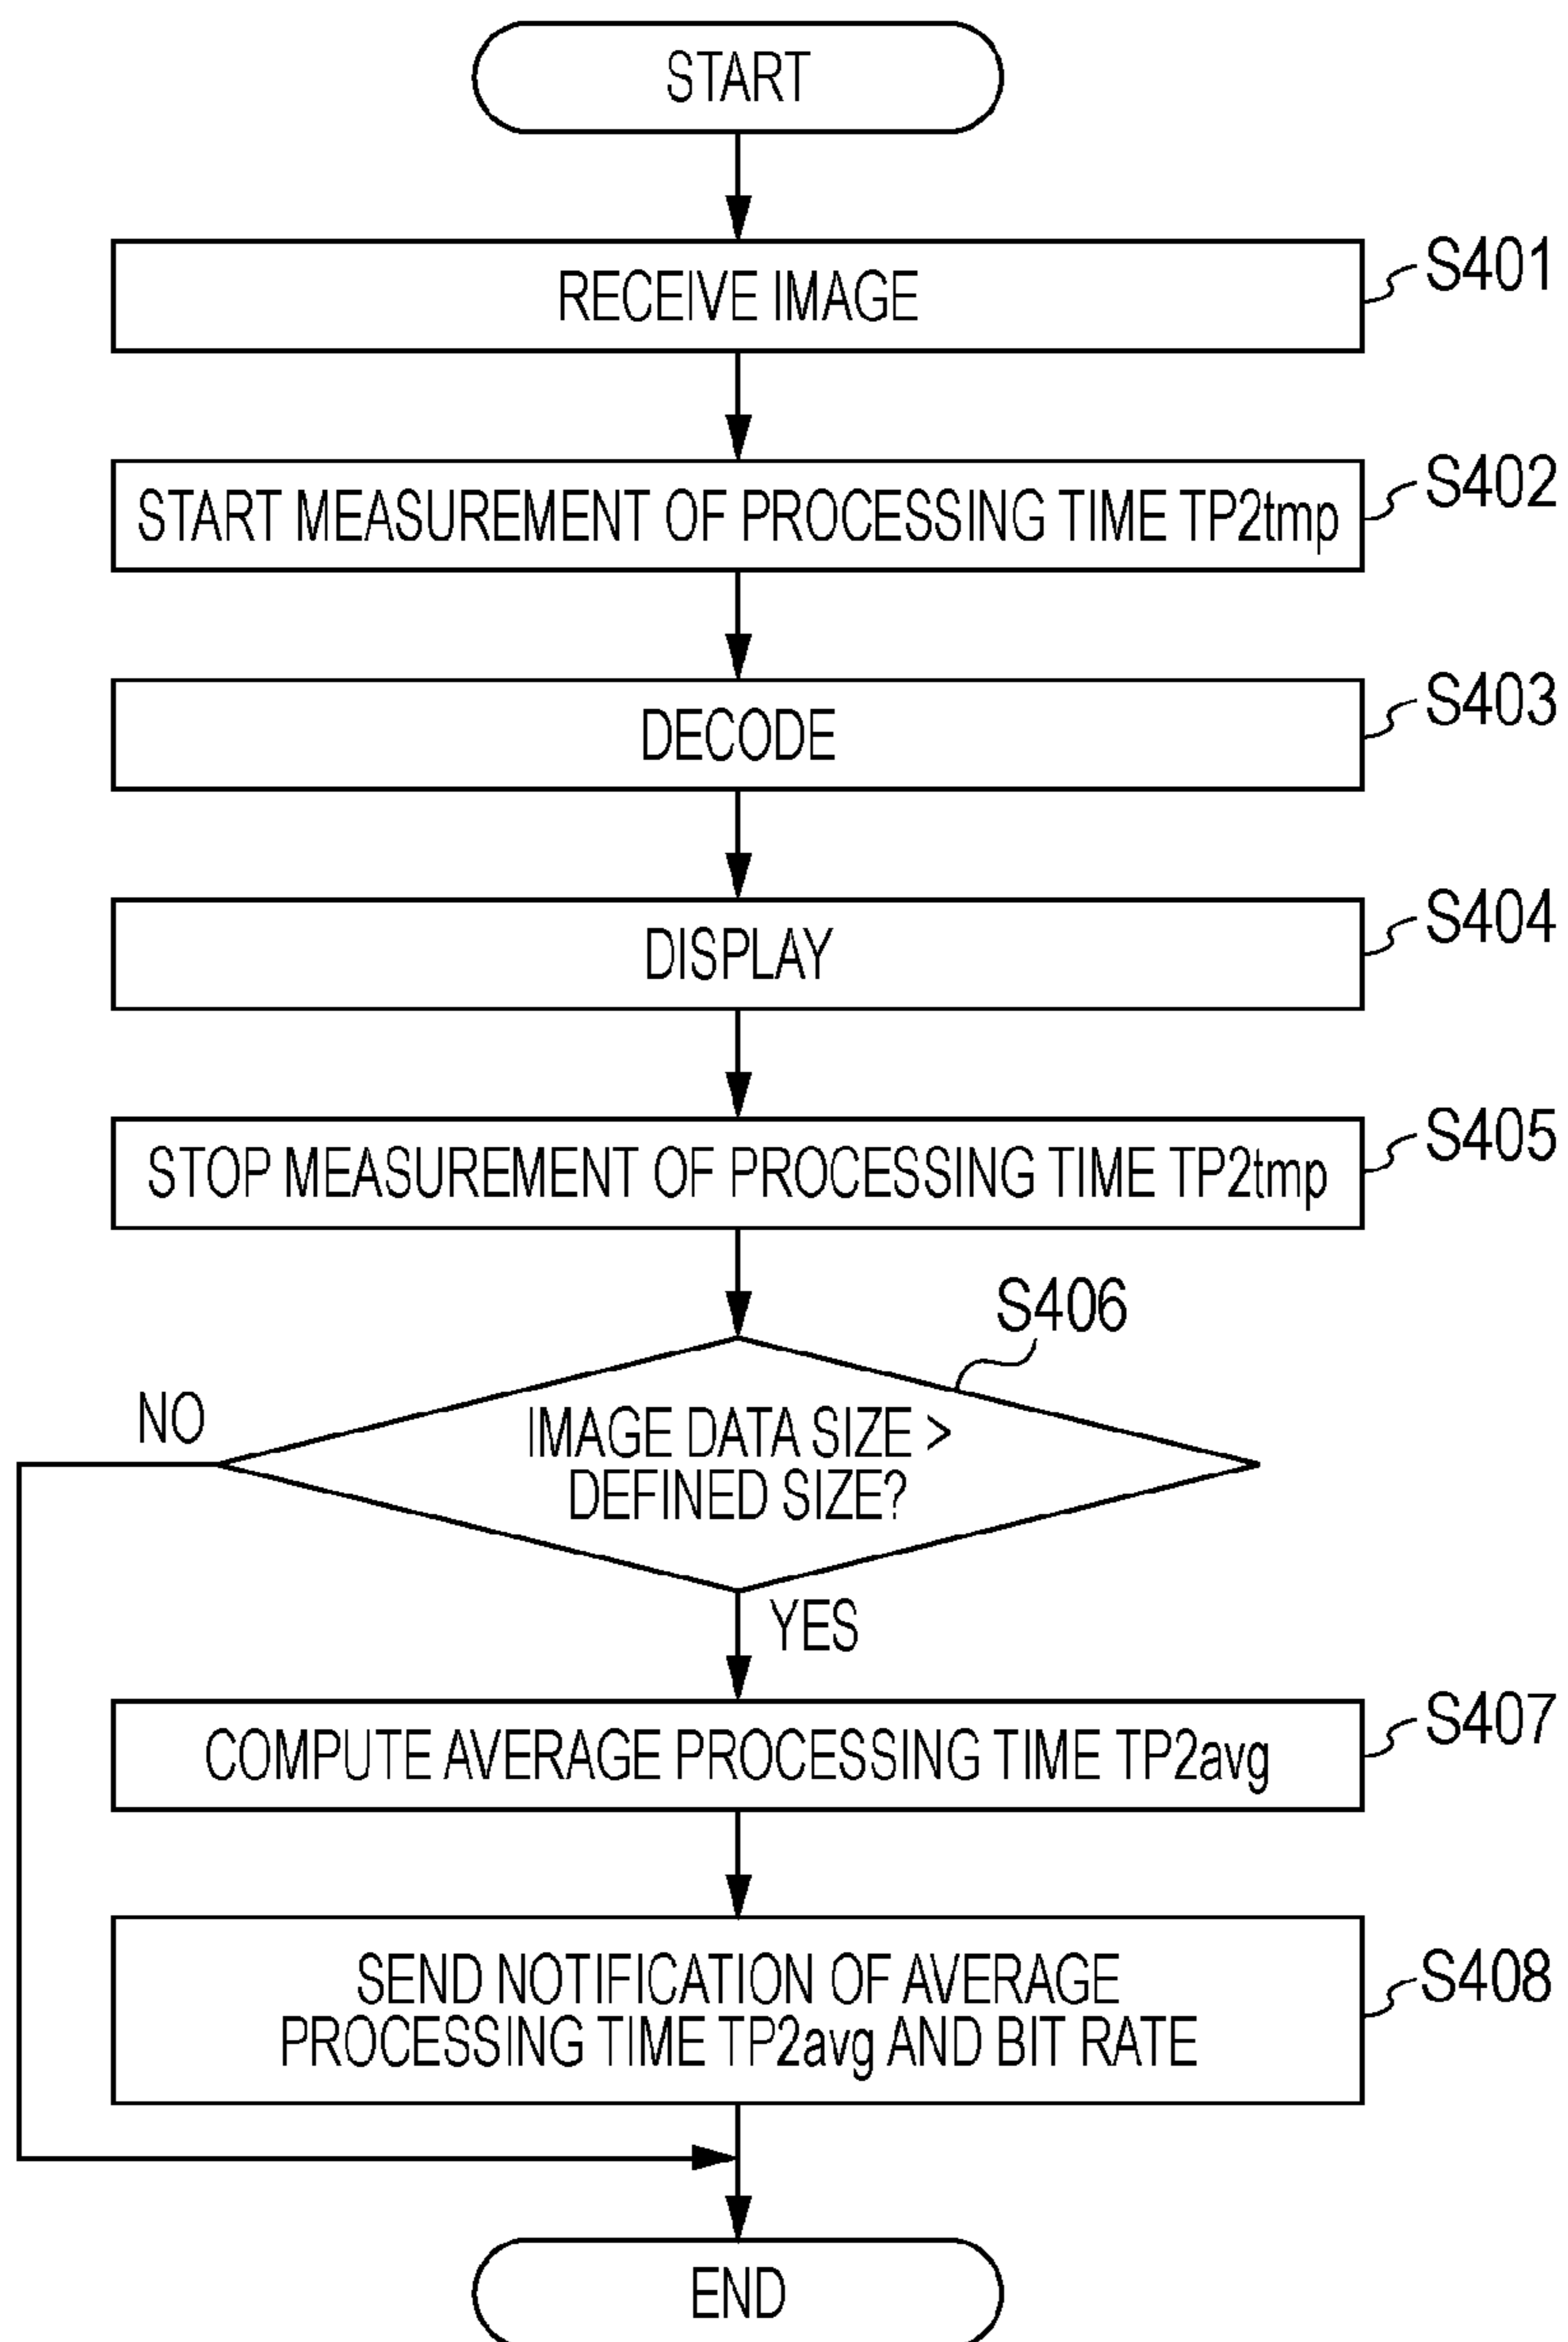 START
RECEIVE IMAGE
S401
START MEASUREMENT OF PROCESSING TIME TP2tmp
S402
DECODE
S403
DISPLAY
S404
STOP MEASUREMENT OF PROCESSING TIME TP2tmp
S405
S406
NO
IMAGE DATA SIZE >
DEFINED SIZE?
YES
COMPUTE AVERAGE PROCESSING TIME TP2avg
S407
SEND NOTIFICATION OF AVERAGE
PROCESSING TIME TP2avg AND BIT RATE
S408
END